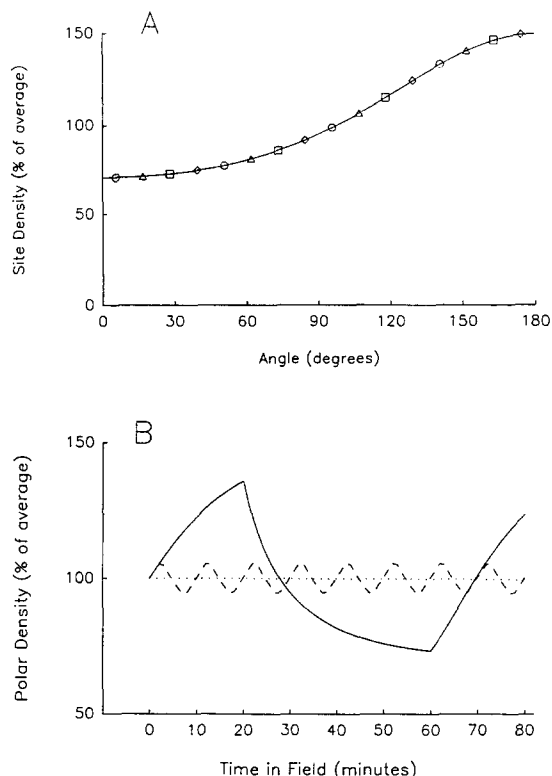 A
150
100
50
0
Site Density (% of average)
0 30 60 90 120 150 180
Angle (degrees)
B
150
100
50
Polar Density (% of average)
0 10 20 30 40 50 60 70 80
Time in Field (minutes)